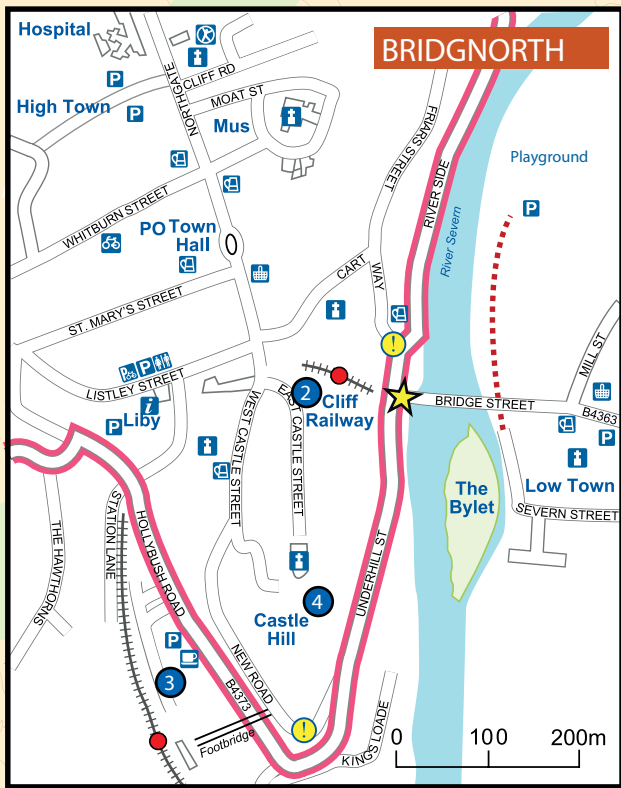 BRIDGNORTH
Hospital
P
CLIFF RD
High Town
P
NORTHGATE
MOAT ST
Mus
FRIARS STREET
RIVER SIDE
Playground
P
River Severn
WHITBURN STREET
PO Town
Hall
CART
WAY
ST. MARY'S STREET
!
MILL ST
P
LISTLEY STREET
2
Cliff
Railway
BRIDGE STREET
B4363
i
P
Liby
WEST CASTLE STREET
EAST CASTLE STREET
P
Low Town
The
Bylet
SEVERN STREET
THE HAWTHORNS
STATION LANE
HOLLYBUSH ROAD
UNDERHILL ST
4
Castle
Hill
P
3
NEW ROAD
B4373
!
Footbridge
KINGS LOADE
0 100 200m